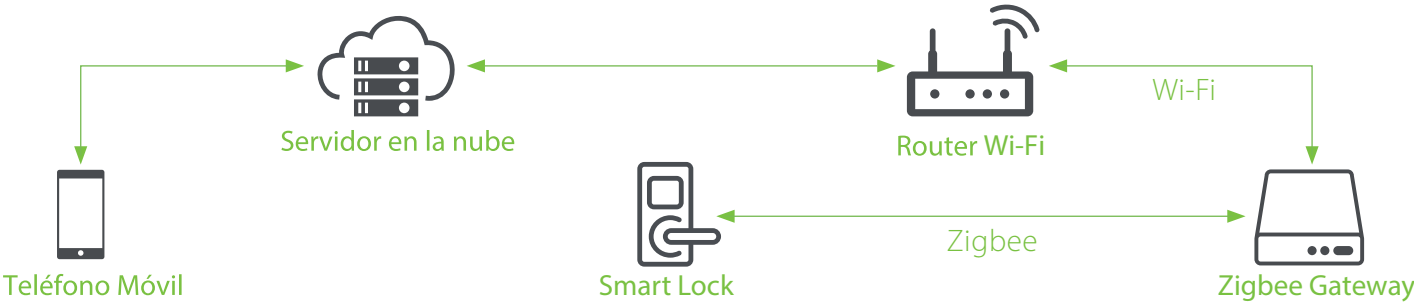 Servidor en la nube
Router Wi-Fi
Wi-Fi
Teléfono Móvil
Smart Lock
Zigbee
Zigbee Gateway